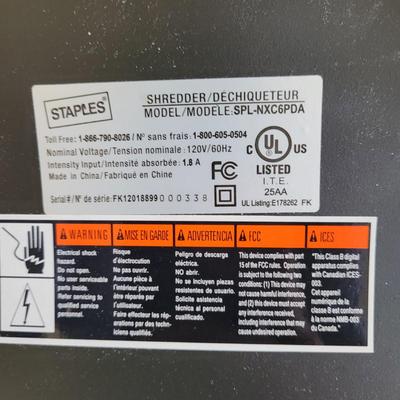 STAPLES
SHREDDER/DÉCHIQUETEUR
MODEL/MODÈLE.SPL-NXC6PDA
Toll Free: 1-866-790-8026 / N° sans frais: 1-800-605-0504
Nominal Voltage/Tension nominale : 120V/60Hz
Intensity Input/Intensité absorbée: 1.8 A
Made in China/ Fabriqué en Chine
Serial# / N° de série: FK12018899000338
FC
C UL US
LISTED
I.T.E.
25AA
UL Listing:E178262 FK
WARNING
Electrical shock
hazard.
Do not open.
No user serviceable
parts inside.
Refer servicing to
qualified service
personnel.
MISE EN GARDE
Risque
d'électrocution
Ne pas ouvrir.
Aucune pièce à
l'intérieur ne
doit être réparée
par l'utilisateur.
Faire effectuer les
réparations par des
techniciens qualifiés.
ADVERTENCIA
Peligro de descarga
eléctrica.
NO abrir.
No se incluyen piezas
resistentes de desgaste.
Solicite asistencia
técnica al personal
de servicio calificado.
FCC
This device complies with part
15 of the FCC rules. Operation
is subject to the following two
conditions: (1) This device may
not cause harmful interference,
and (2) this device must
accept any interference
received, including
interference that may cause
undesired operation.
ICES
"This Class B digital
apparatus complies with
Canadian ICES-
003.
Cet appareil
numérique de la
classe B est conforme
à la norme NMB-003
du Canada."